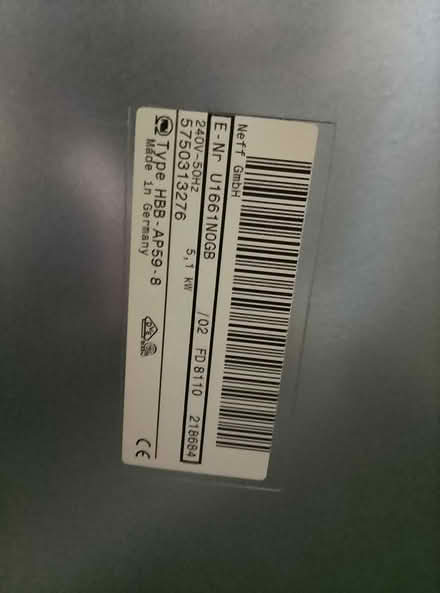 Neff GmbH
E-Nr U1661N0GB /02 FD 8110 218684
240V-50Hz 5,1 kW
5750313276
Type HBB-AP59-8
Made in Germany
CE